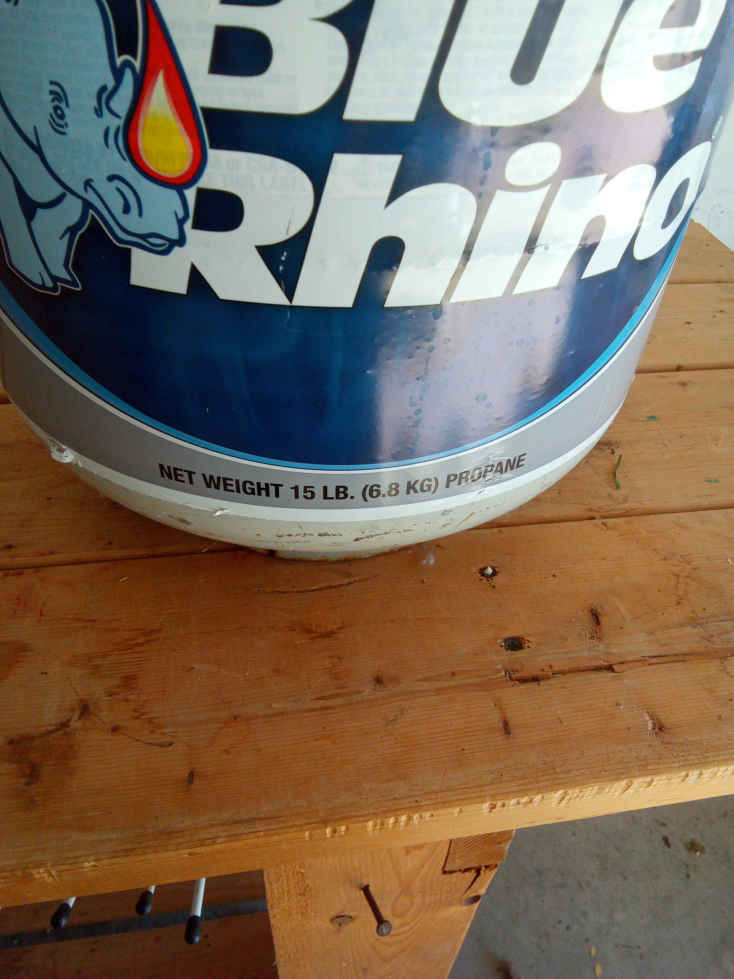 Blue
Rhino
NET WEIGHT 15 LB. (6.8 KG) PROPANE